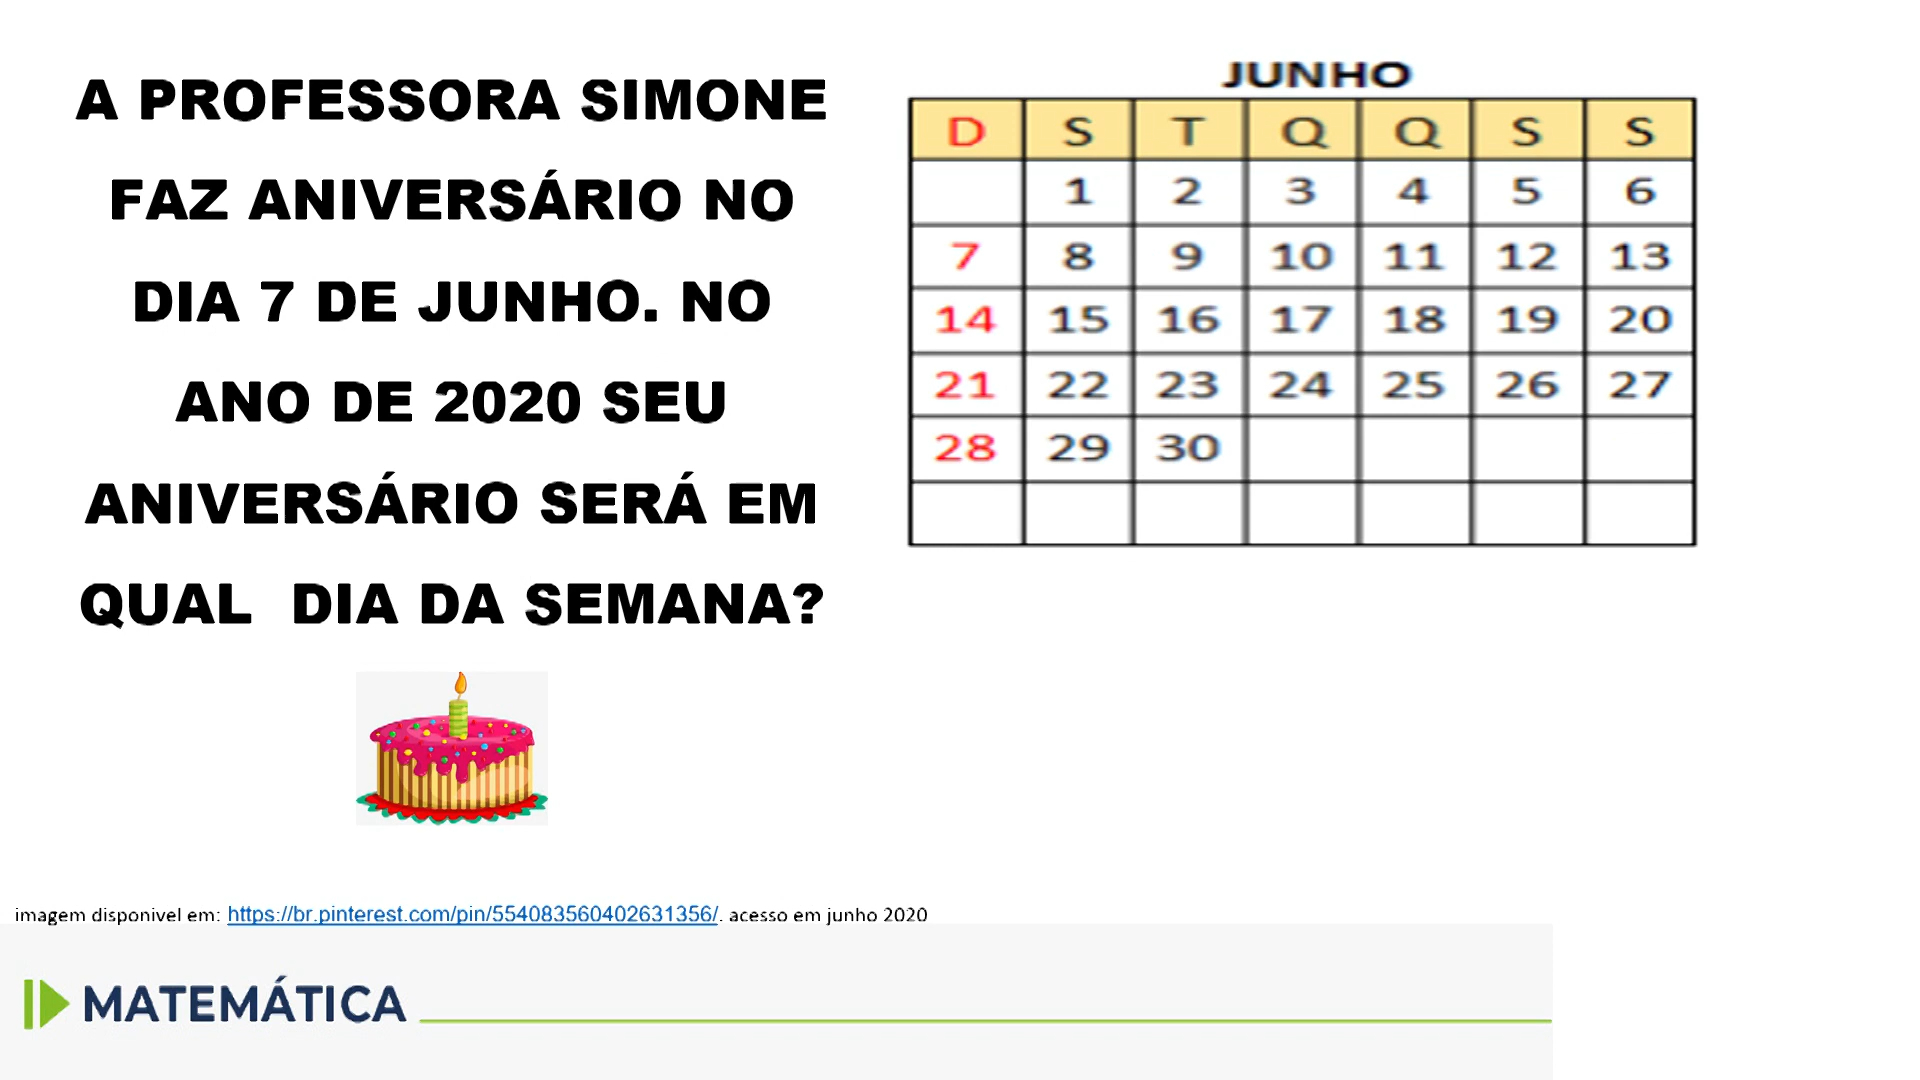 A PROFESSORA SIMONE
FAZ ANIVERSÁRIO NO
DIA 7 DE JUNHO. NO
ANO DE 2020 SEU
ANIVERSÁRIO SERÁ EM
QUAL DIA DA SEMANA?
JUNHO
D S T Q Q S S
1 2 3 4 5 6
7 8 9 10 11 12 13
14 15 16 17 18 19 20
21 22 23 24 25 26 27
28 29 30
imagem disponivel em: https://br.pinterest.com/pin/554083560402631356/. acesso em junho 2020
MATEMÁTICA